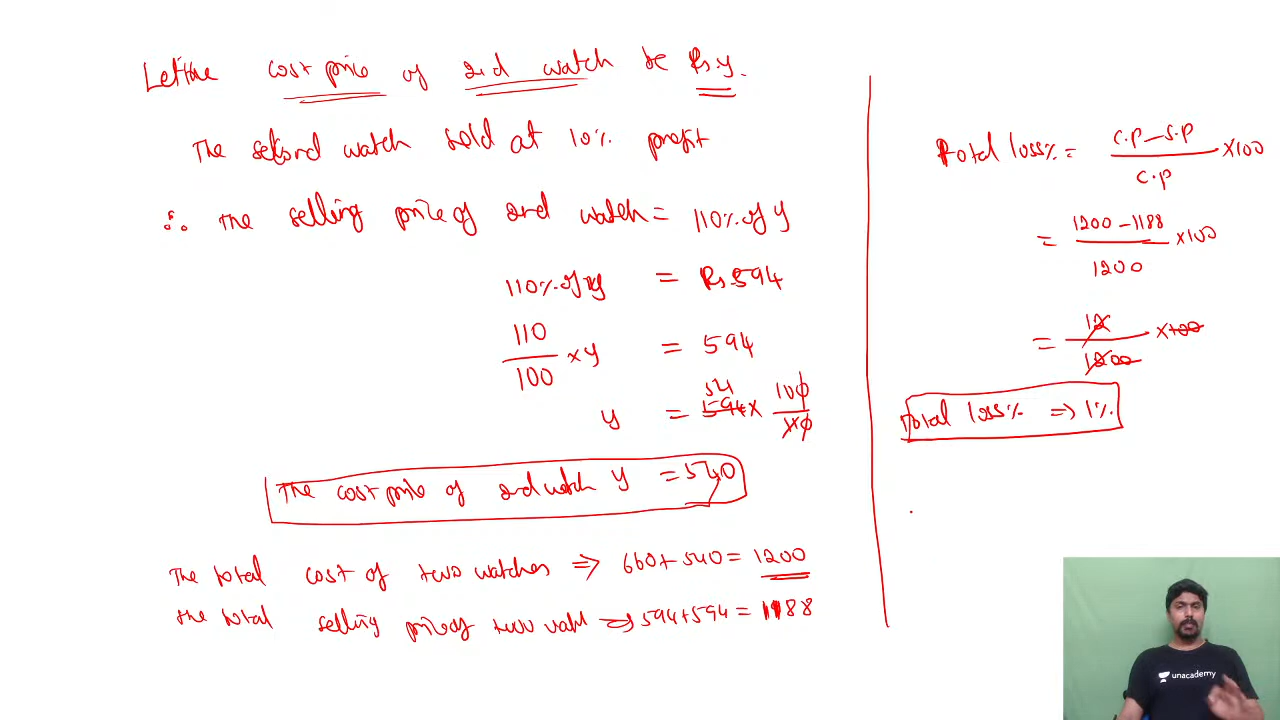 Let the cost price of 2nd watch be Rs.y.
The second watch sold at 10% profit
∴ The selling price of 2nd watch = 110% of y
110% of y = Rs.594
110/100 × y = 594
y = 594 × 100/110
54
The cost price of 2nd watch y = 540
The total cost of two watches ⇒ 660+540 = 1200
The total selling price of two ⇒ 594+594 = 1188
Total loss% = C.P – S.P / C.P × 100
= 1200 – 1188 / 1200 × 100
= 12 / 1200 × 100
Total loss% ⇒ 1%
unacademy